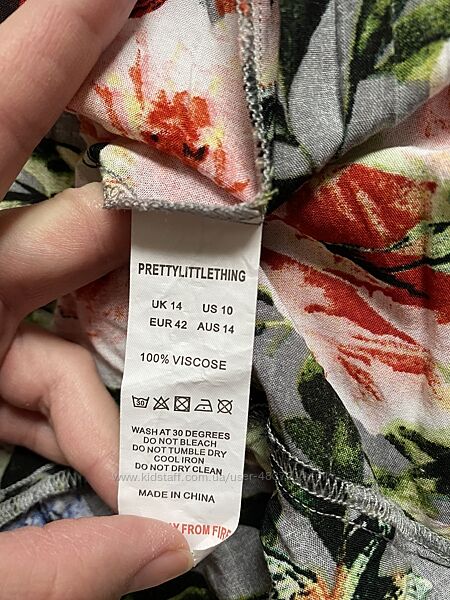 PRETTYLITTLETHING
UK 14 US 10
EUR 42 AUS 14
100% VISCOSE
30
WASH AT 30 DEGREES
DO NOT BLEACH
DO NOT TUMBLE DRY
COOL IRON
DO NOT DRY CLEAN
MADE IN CHINA
FROM FIRE